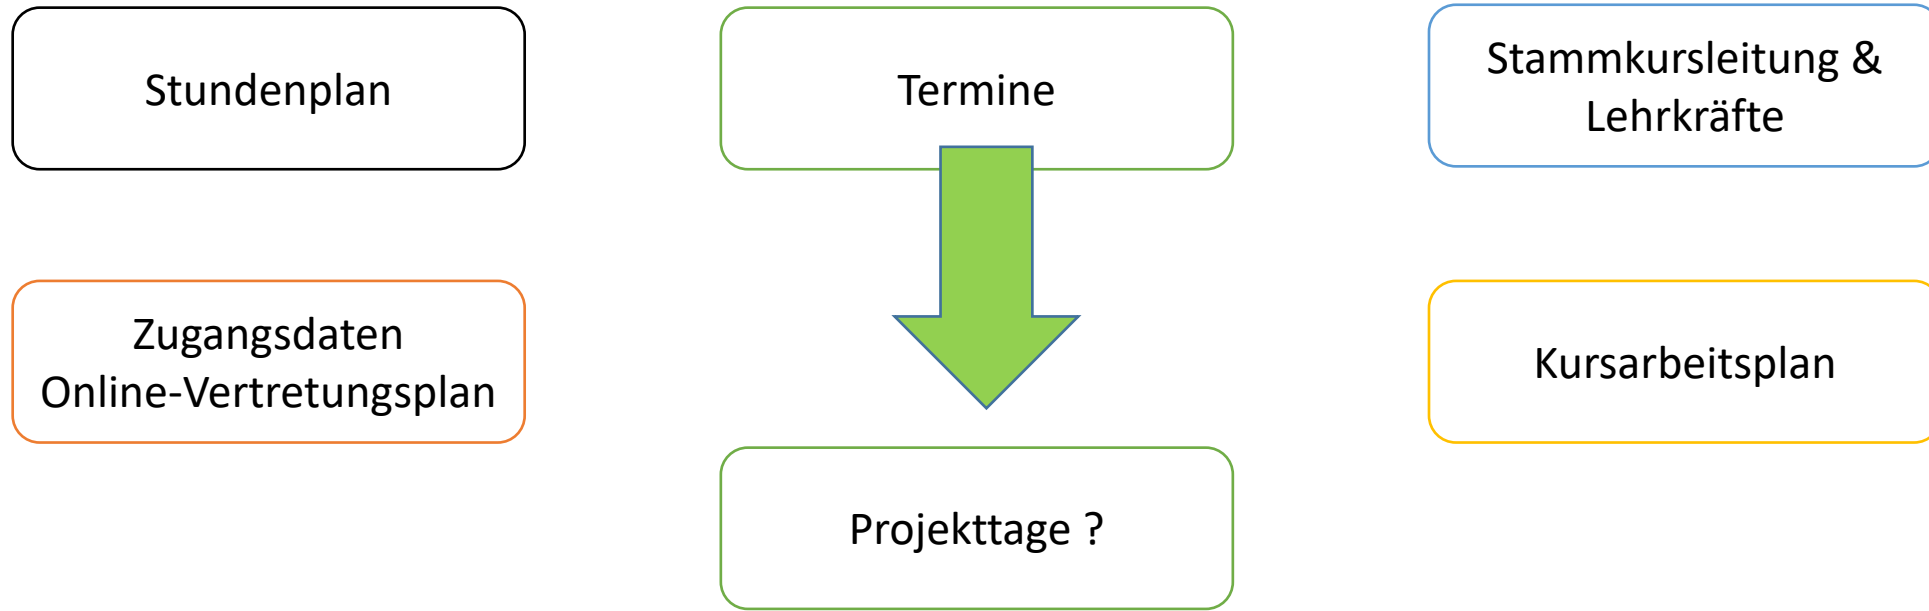 Stundenplan
Termine
Stammkursleitung &
Lehrkräfte
Zugangsdaten
Online-Vertretungsplan
Kursarbeitsplan
Projekttage ?